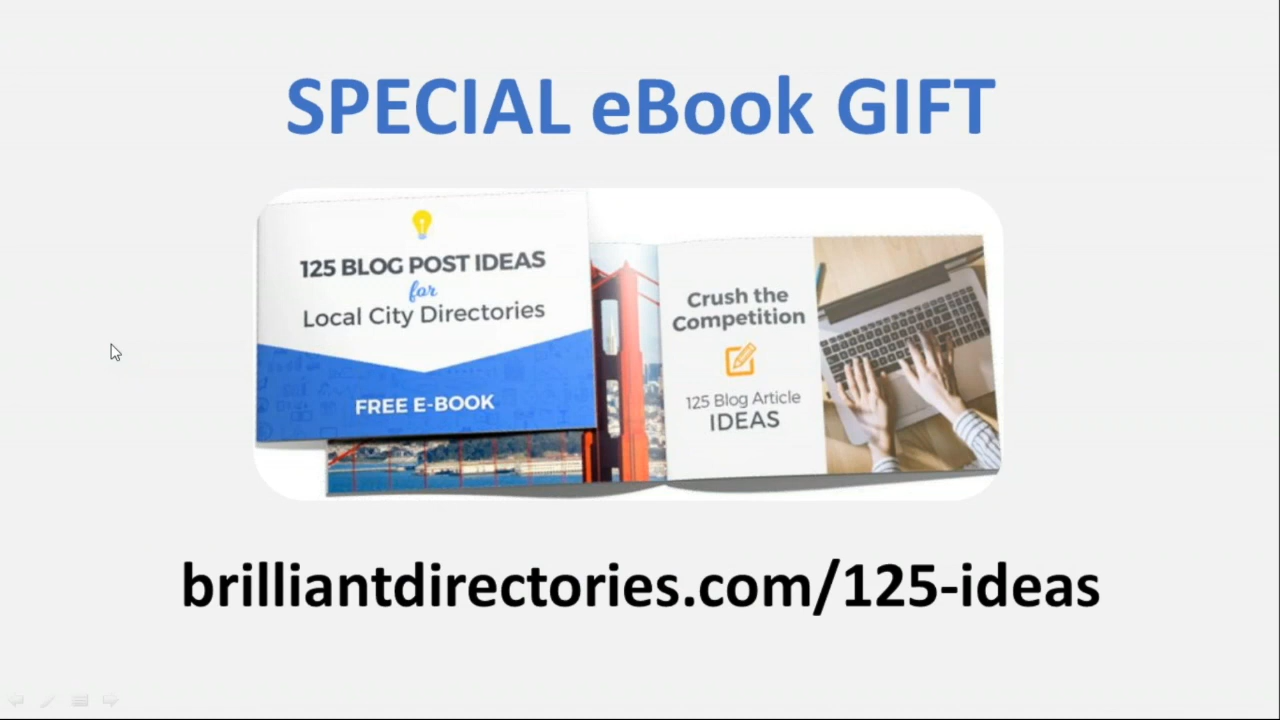 SPECIAL eBook GIFT
125 BLOG POST IDEAS
for
Local City Directories
FREE E-BOOK
Crush the
Competition
125 Blog Article
IDEAS
brilliantdirectories.com/125-ideas